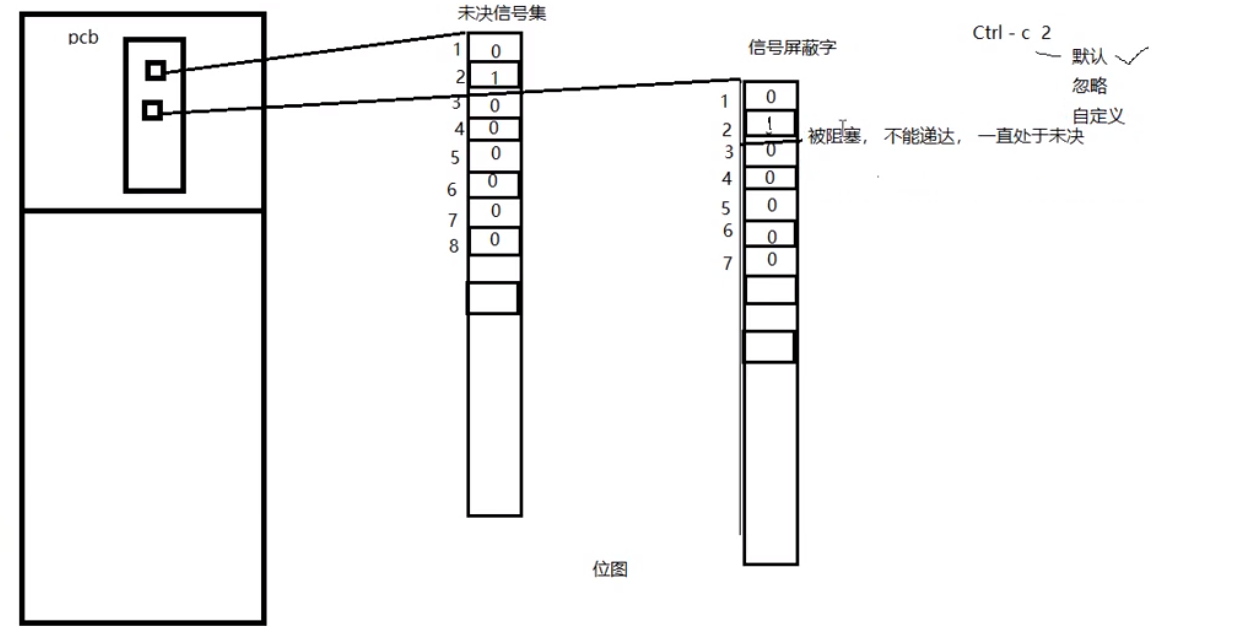 pcb
未决信号集
1 0
2 1
3 0
4 0
5 0
6 0
7 0
8 0
信号屏蔽字
1 0
2 1
3 0
4 0
5 0
6 0
7 0
Ctrl - c 2
默认
忽略
自定义
被阻塞， 不能递达， 一直处于未决
位图